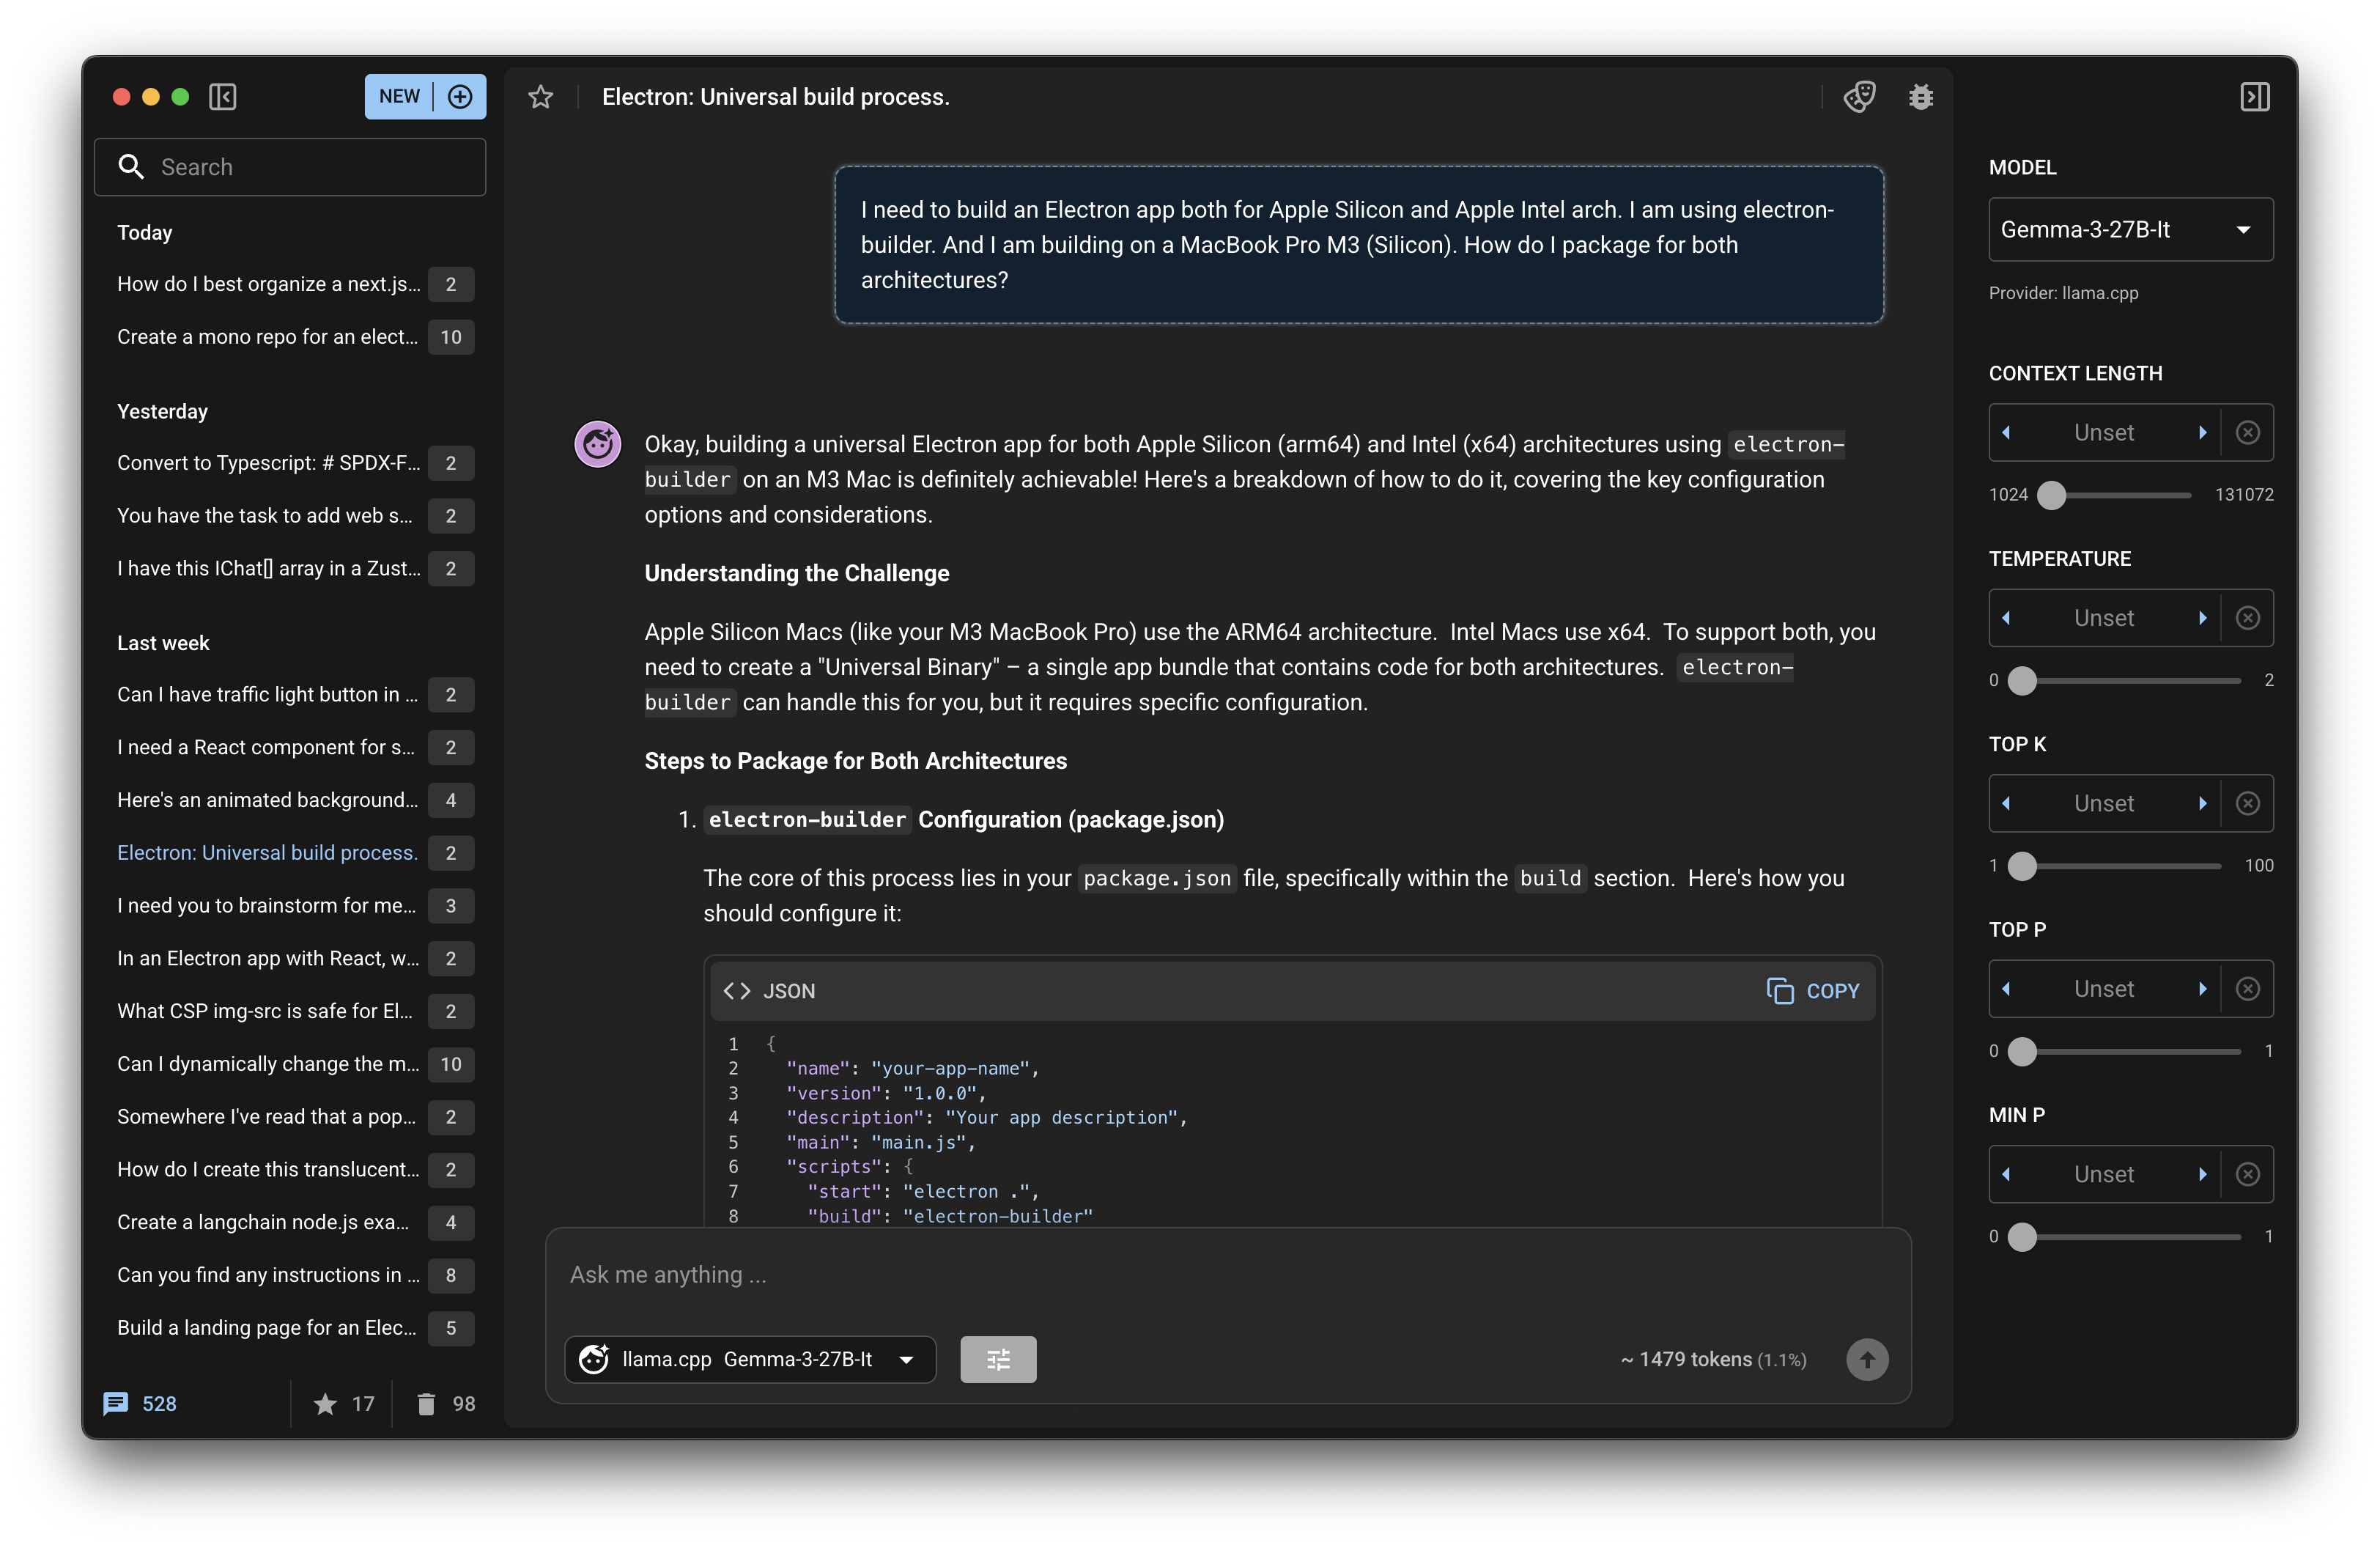 NEW
Search
Today
How do I best organize a next.js... 2
Create a mono repo for an elect... 10
Yesterday
Convert to Typescript: # SPDX-F... 2
You have the task to add web s... 2
I have this IChat[] array in a Zust... 2
Last week
Can I have traffic light button in ... 2
I need a React component for s... 2
Here's an animated background... 4
Electron: Universal build process. 2
I need you to brainstorm for me... 3
In an Electron app with React, w... 2
What CSP img-src is safe for El... 2
Can I dynamically change the m... 10
Somewhere I've read that a pop... 2
How do I create this translucent... 2
Create a langchain node.js exa... 4
Can you find any instructions in ... 8
Build a landing page for an Elec... 5
528 17 98
Electron: Universal build process.
I need to build an Electron app both for Apple Silicon and Apple Intel arch. I am using electron-
builder. And I am building on a MacBook Pro M3 (Silicon). How do I package for both
architectures?
Okay, building a universal Electron app for both Apple Silicon (arm64) and Intel (x64) architectures using electron-
builder on an M3 Mac is definitely achievable! Here's a breakdown of how to do it, covering the key configuration
options and considerations.
Understanding the Challenge
Apple Silicon Macs (like your M3 MacBook Pro) use the ARM64 architecture. Intel Macs use x64. To support both, you
need to create a "Universal Binary" – a single app bundle that contains code for both architectures. electron-
builder can handle this for you, but it requires specific configuration.
Steps to Package for Both Architectures
1. electron-builder Configuration (package.json)
The core of this process lies in your package.json file, specifically within the build section. Here's how you
should configure it:
<> JSON COPY
1 {
2 "name": "your-app-name",
3 "version": "1.0.0",
4 "description": "Your app description",
5 "main": "main.js",
6 "scripts": {
7 "start": "electron .",
8 "build": "electron-builder"
Ask me anything ...
llama.cpp Gemma-3-27B-It
~ 1479 tokens (1.1%)
MODEL
Gemma-3-27B-It
Provider: llama.cpp
CONTEXT LENGTH
Unset
1024 131072
TEMPERATURE
Unset
0 2
TOP K
Unset
1 100
TOP P
Unset
0 1
MIN P
Unset
0 1